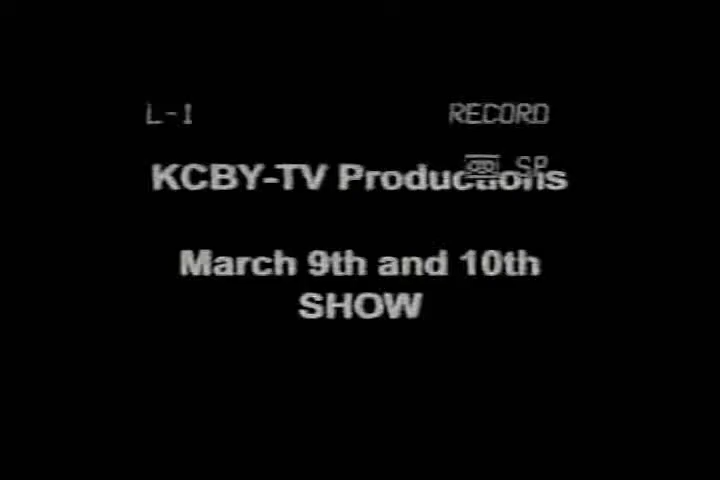 L-1 RECORD
SP
KCBY-TV Productions
March 9th and 10th
SHOW